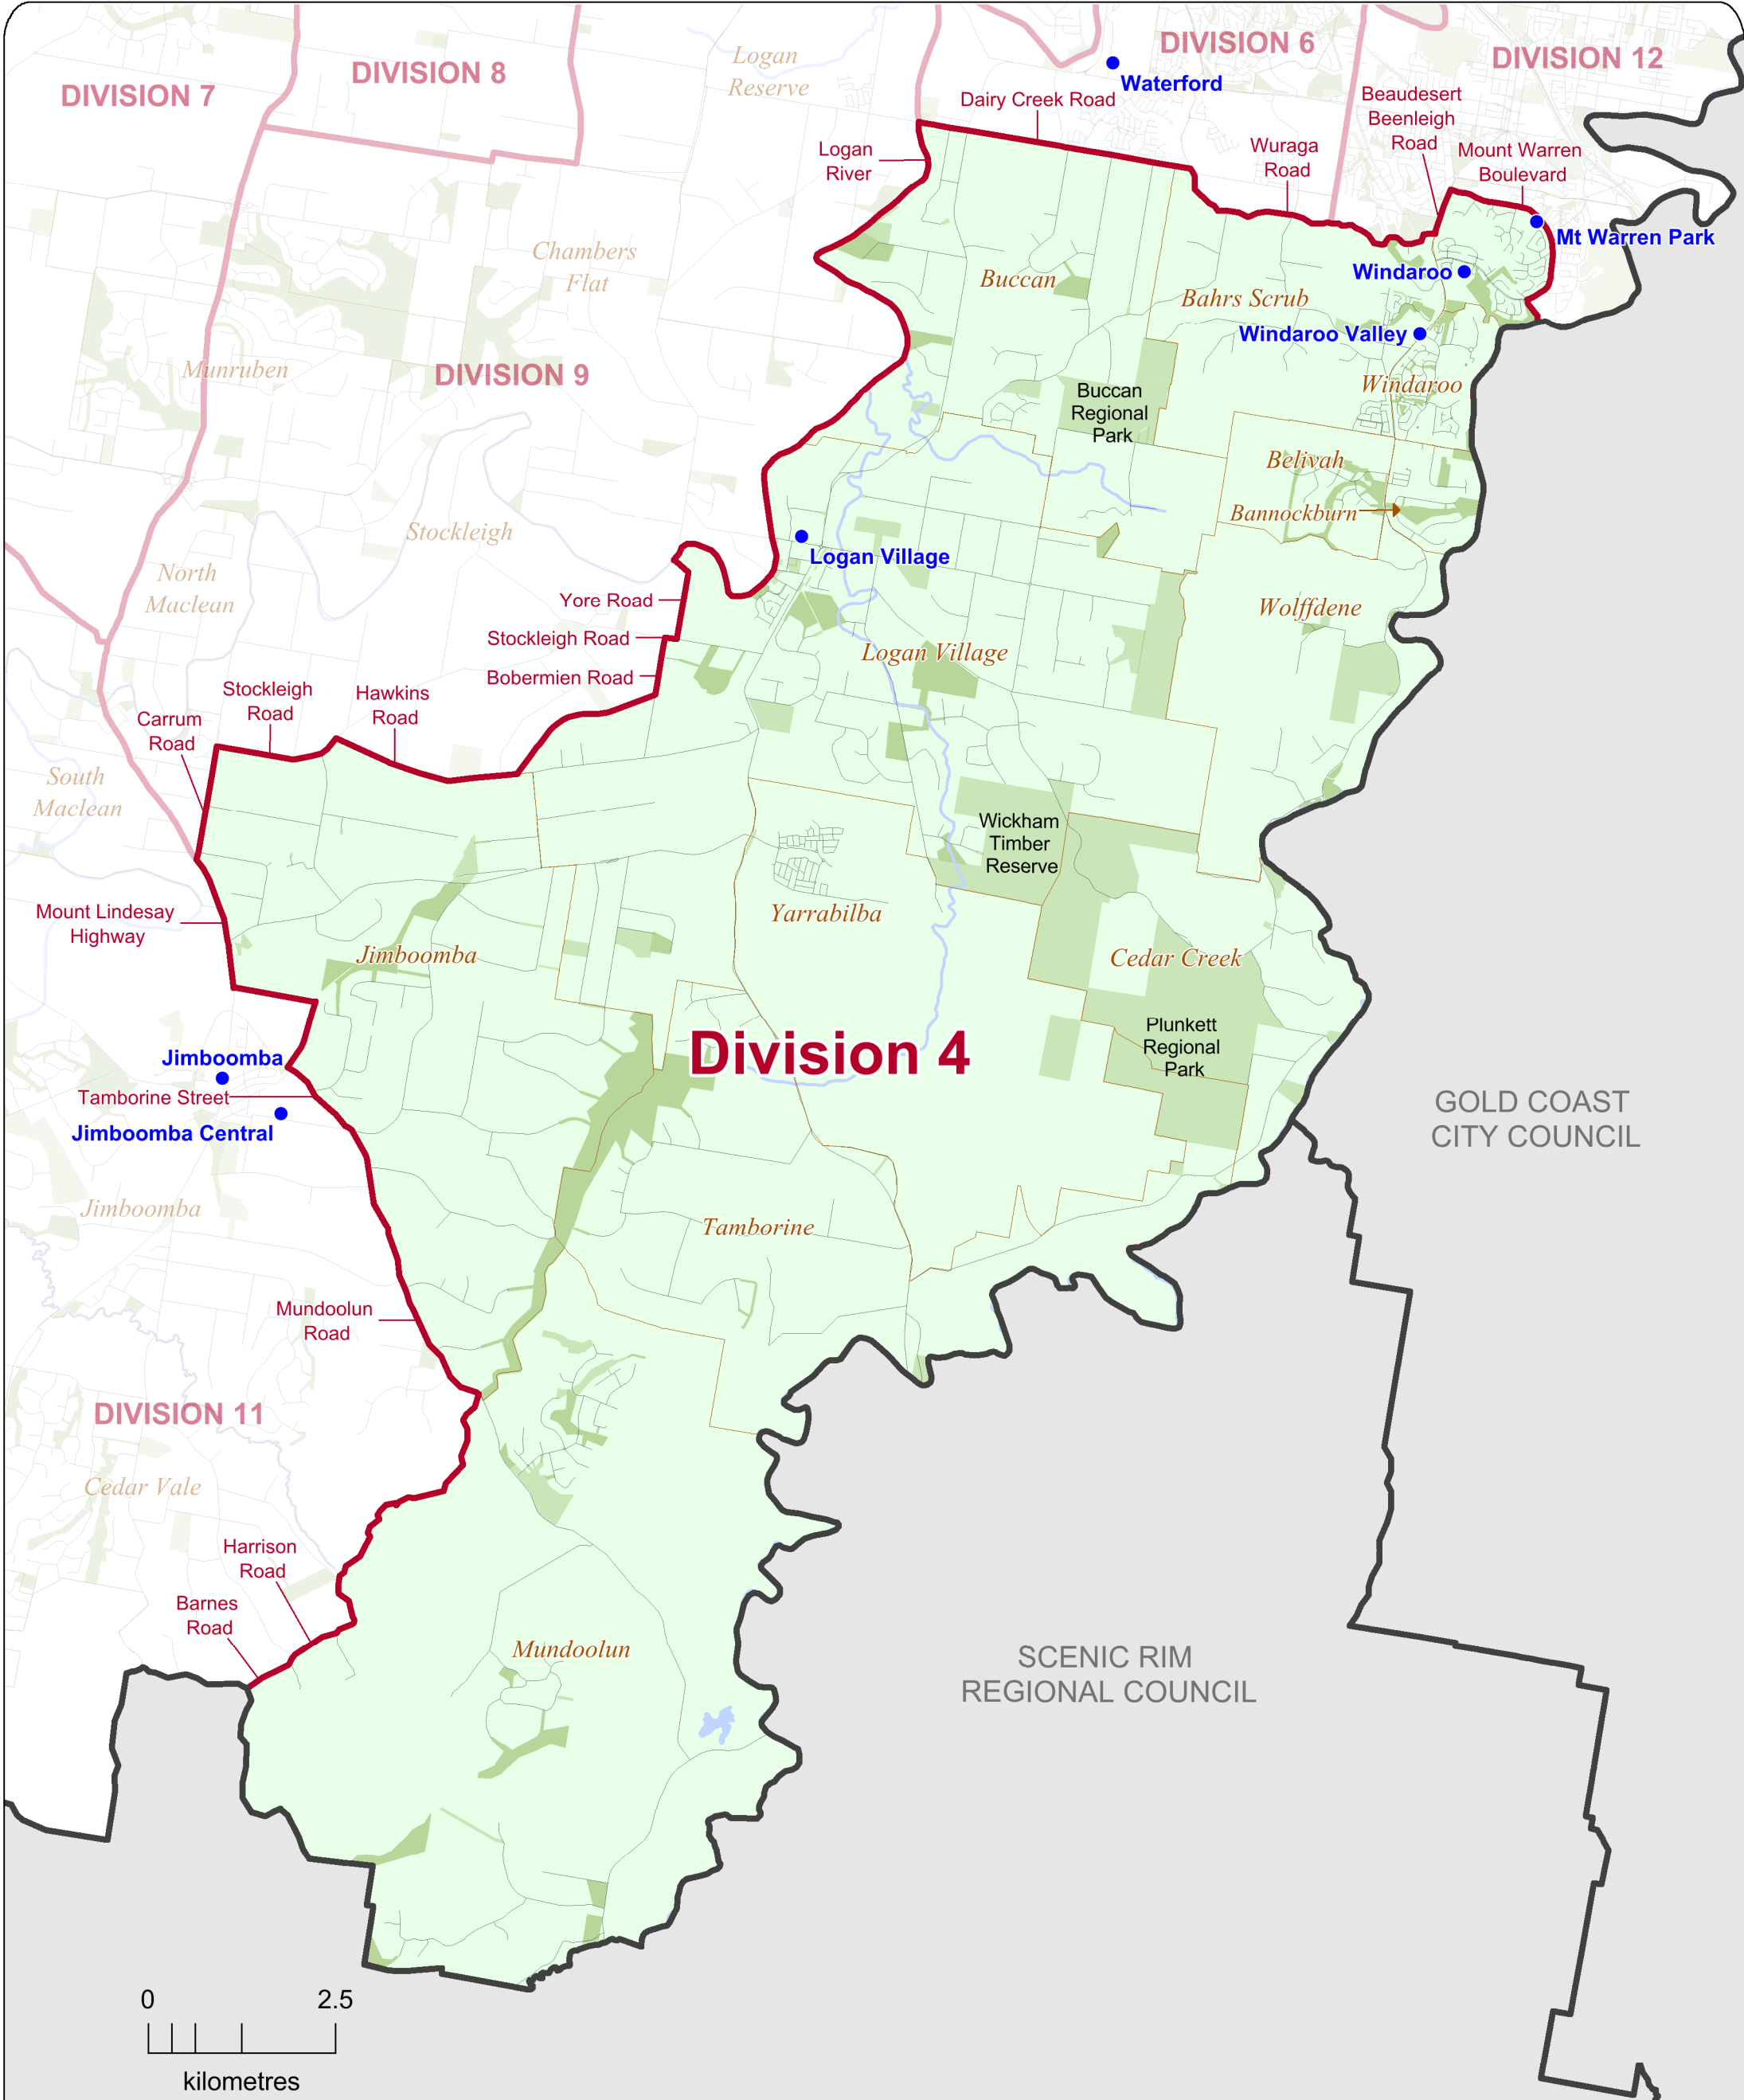 DIVISION 7
DIVISION 8
Logan
Reserve
DIVISION 6
DIVISION 12
Waterford
Dairy Creek Road
Beaudesert
Beenleigh
Road
Logan
River
Wuraga
Road
Mount Warren
Boulevard
Mt Warren Park
Chambers
Flat
Buccan
Bahrs Scrub
Windaroo
Windaroo Valley
Munruben
DIVISION 9
Windaroo
Buccan
Regional
Park
Belivah
Bannockburn
Stockleigh
North
Maclean
Logan Village
Yore Road
Stockleigh Road
Bobermien Road
Wolffdene
Logan Village
Stockleigh
Road
Hawkins
Road
Carrum
Road
South
Maclean
Wickham
Timber
Reserve
Mount Lindesay
Highway
Yarrabilba
Jimboomba
Cedar Creek
Division 4
Plunkett
Regional
Park
Jimboomba
Tamborine Street
Jimboomba Central
GOLD COAST
CITY COUNCIL
Jimboomba
Tamborine
Mundoolun
Road
DIVISION 11
Cedar Vale
Harrison
Road
Barnes
Road
Mundoolun
SCENIC RIM
REGIONAL COUNCIL
0 2.5
kilometres